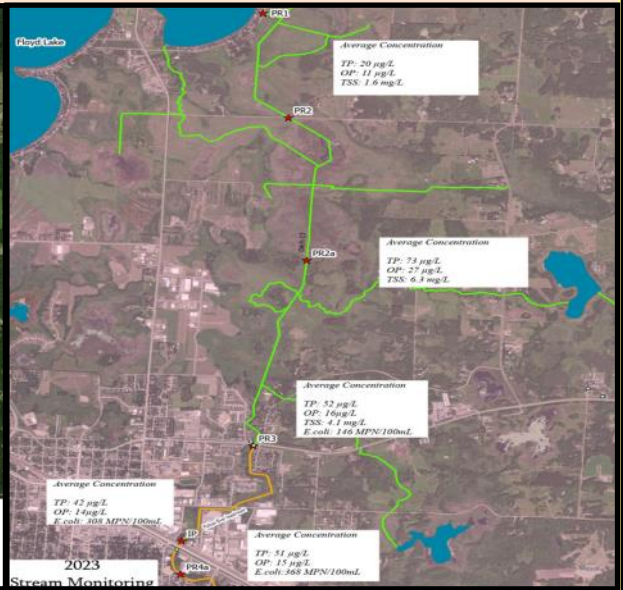 PR1
Floyd Lake
Average Concentration
TP: 20 µg/L
OP: 11 µg/L
TSS: 1.6 mg/L
PR2
PR2a
Average Concentration
TP: 73 µg/L
OP: 27 µg/L
TSS: 6.3 mg/L
Average Concentration
TP: 52 µg/L
OP: 16µg/L
TSS: 4.1 mg/L
E.coli: 146 MPN/100mL
PR3
Average Concentration
TP: 42 µg/L
OP: 14µg/L
E.coli: 308 MPN/100mL
IP
Average Concentration
TP: 51 µg/L
OP: 15 µg/L
E.coli:368 MPN/100mL
PR4a
2023
Stream Monitoring